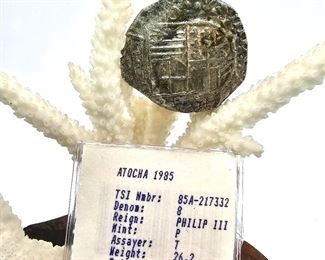 ATOCHA 1985
TSI Nmbr: 85A-217332
Denom: 8
Reign: PHILIP III
Mint: P
Assayer: T
Weight: 26.2